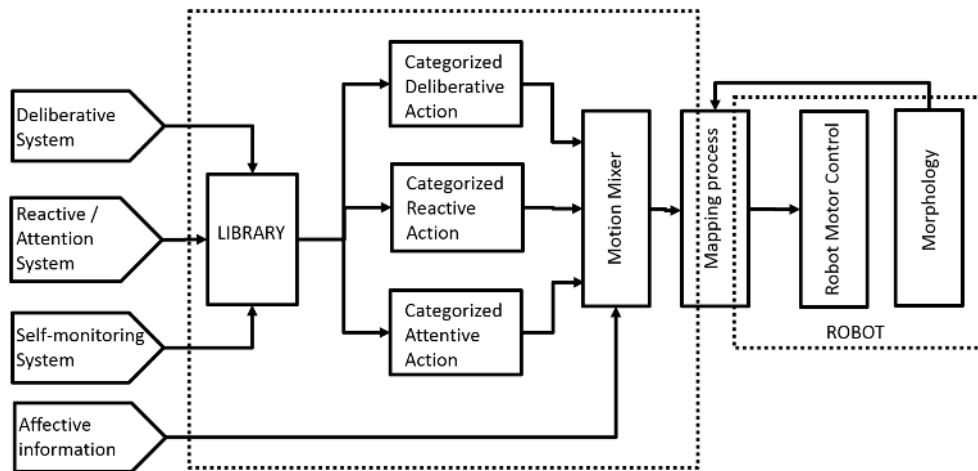 Deliberative
System
Reactive /
Attention
System
Self-monitoring
System
Affective
information
LIBRARY
Categorized
Deliberative
Action
Categorized
Reactive
Action
Categorized
Attentive
Action
Motion Mixer
Mapping process
Robot Motor Control
Morphology
ROBOT